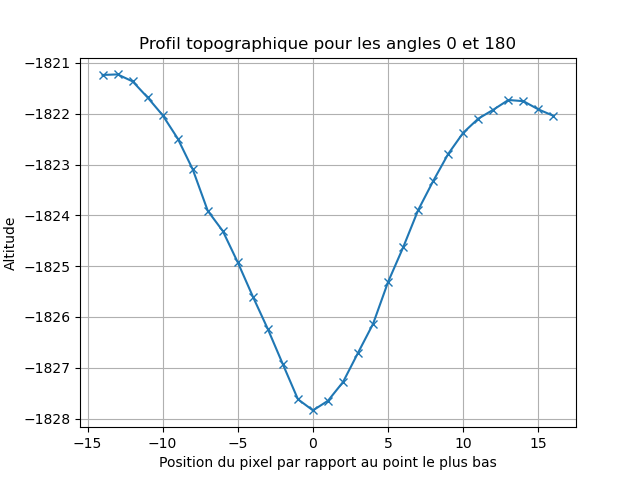 Profil topographique pour les angles 0 et 180
−1821
−1822
−1823
−1824
−1825
−1826
−1827
−1828
Altitude
−15 −10 −5 0 5 10 15
Position du pixel par rapport au point le plus bas